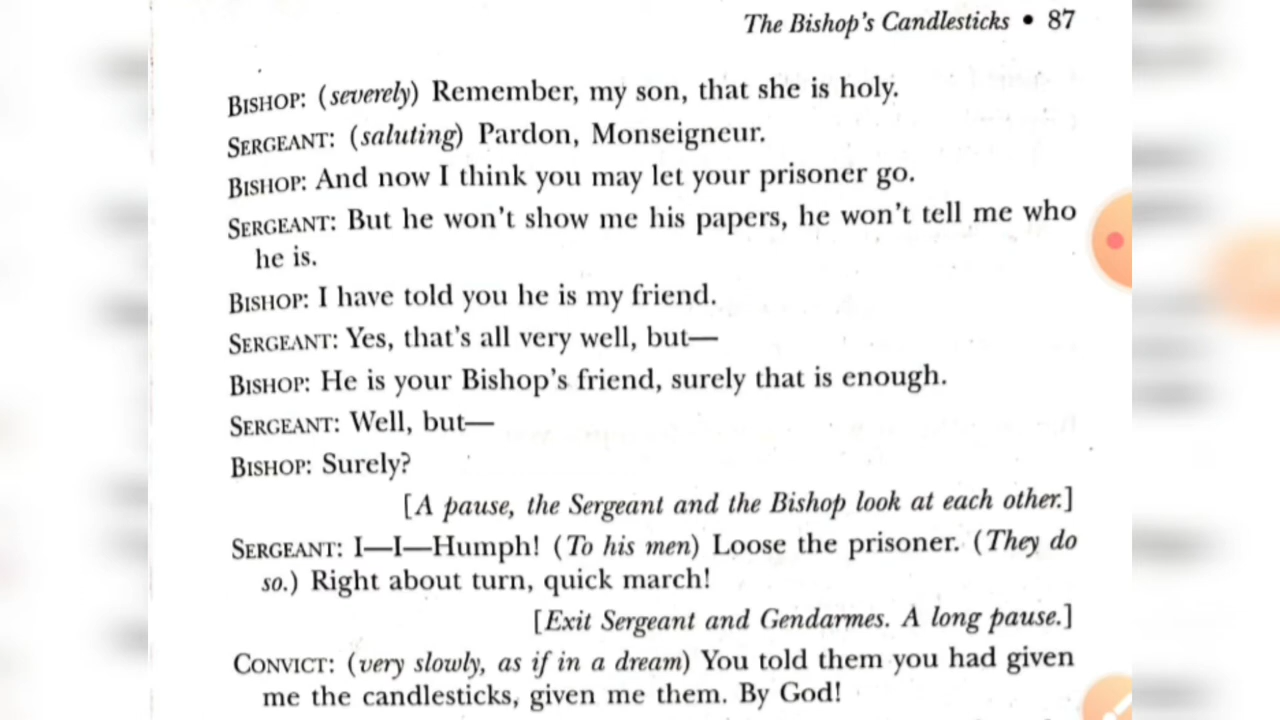 The Bishop's Candlesticks • 87
BISHOP: (severely) Remember, my son, that she is holy.
SERGEANT: (saluting) Pardon, Monseigneur.
BISHOP: And now I think you may let your prisoner go.
SERGEANT: But he won't show me his papers, he won't tell me who
he is.
BISHOP: I have told you he is my friend.
SERGEANT: Yes, that's all very well, but—
BISHOP: He is your Bishop's friend, surely that is enough.
SERGEANT: Well, but—
BISHOP: Surely?
[A pause, the Sergeant and the Bishop look at each other.]
SERGEANT: I—I—Humph! (To his men) Loose the prisoner. (They do
so.) Right about turn, quick march!
[Exit Sergeant and Gendarmes. A long pause.]
CONVICT: (very slowly, as if in a dream) You told them you had given
me the candlesticks, given me them. By God!